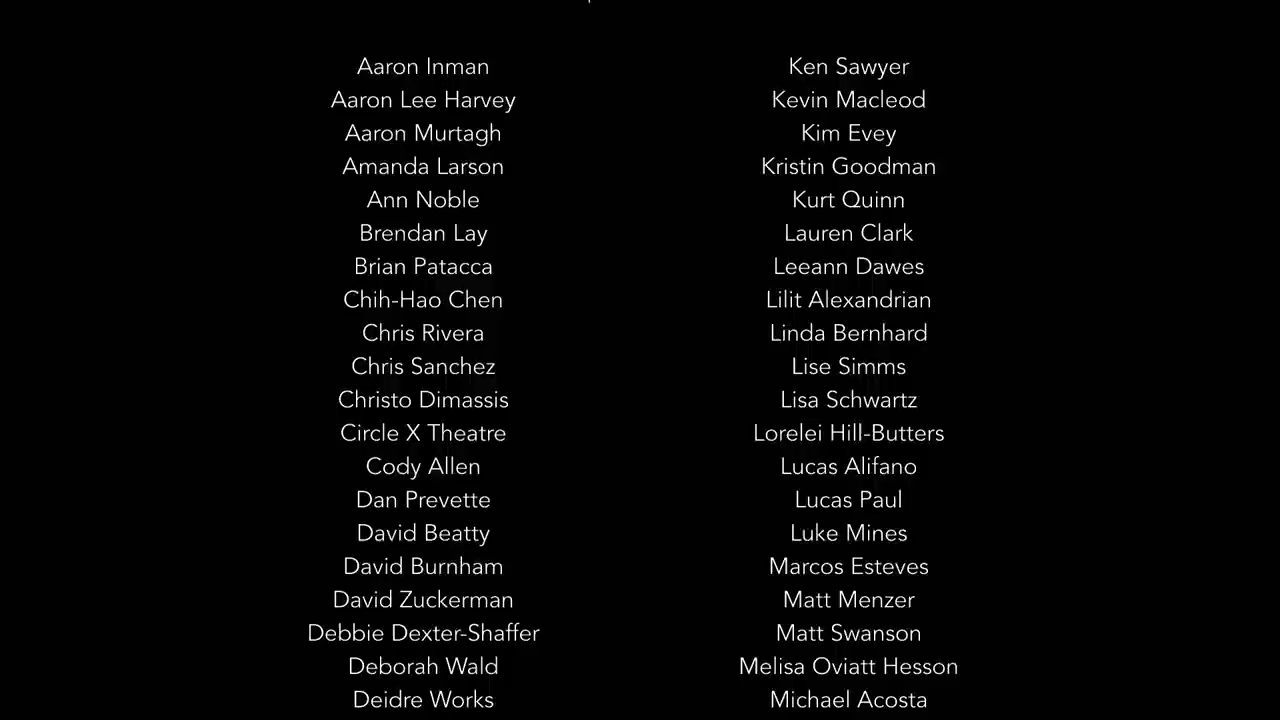 Aaron Inman
Aaron Lee Harvey
Aaron Murtagh
Amanda Larson
Ann Noble
Brendan Lay
Brian Patacca
Chih-Hao Chen
Chris Rivera
Chris Sanchez
Christo Dimassis
Circle X Theatre
Cody Allen
Dan Prevette
David Beatty
David Burnham
David Zuckerman
Debbie Dexter-Shaffer
Deborah Wald
Deidre Works
Ken Sawyer
Kevin Macleod
Kim Evey
Kristin Goodman
Kurt Quinn
Lauren Clark
Leeann Dawes
Lilit Alexandrian
Linda Bernhard
Lise Simms
Lisa Schwartz
Lorelei Hill-Butters
Lucas Alifano
Lucas Paul
Luke Mines
Marcos Esteves
Matt Menzer
Matt Swanson
Melisa Oviatt Hesson
Michael Acosta